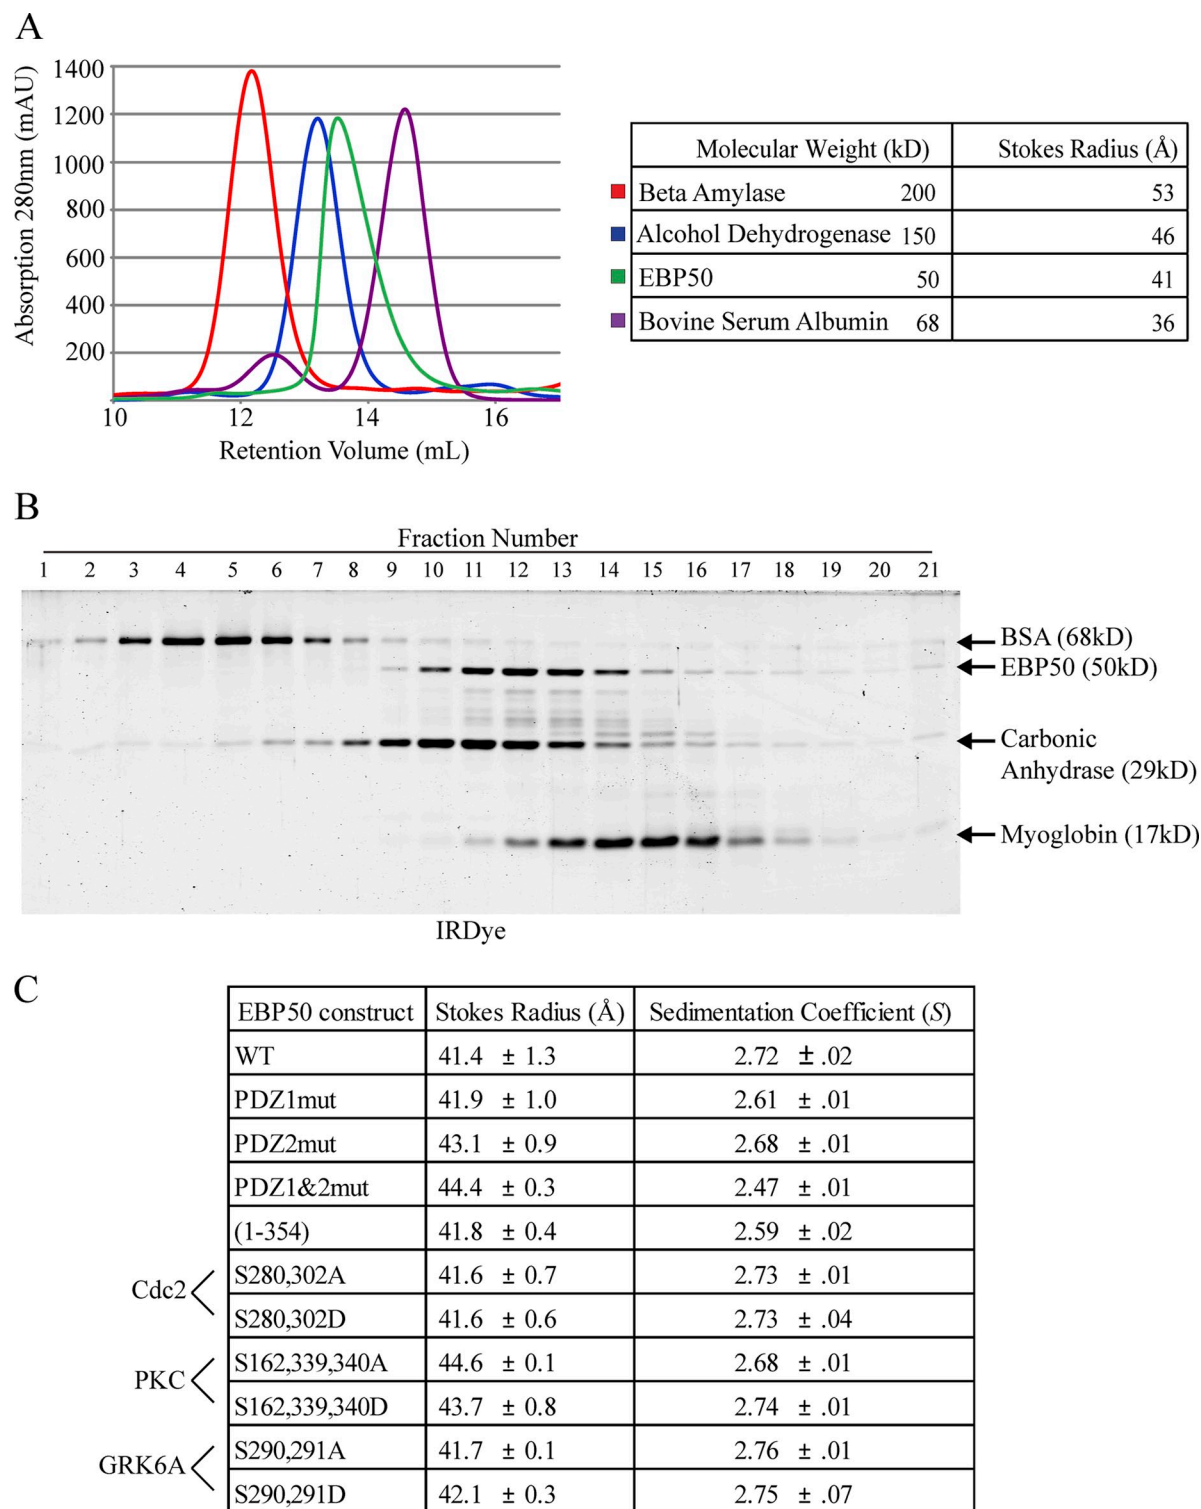 A
Absorption 280nm (mAU)
1400
1200
1000
800
600
400
200
10 12 14 16
Retention Volume (mL)
Molecular Weight (kD) Stokes Radius (Å)
Beta Amylase 200 53
Alcohol Dehydrogenase 150 46
EBP50 50 41
Bovine Serum Albumin 68 36
B
Fraction Number
1 2 3 4 5 6 7 8 9 10 11 12 13 14 15 16 17 18 19 20 21
BSA (68kD)
EBP50 (50kD)
Carbonic
Anhydrase (29kD)
Myoglobin (17kD)
IRDye
C
EBP50 construct Stokes Radius (Å) Sedimentation Coefficient (S)
WT 41.4 ± 1.3 2.72 ± .02
PDZ1mut 41.9 ± 1.0 2.61 ± .01
PDZ2mut 43.1 ± 0.9 2.68 ± .01
PDZ1&2mut 44.4 ± 0.3 2.47 ± .01
(1-354) 41.8 ± 0.4 2.59 ± .02
Cdc2
S280,302A 41.6 ± 0.7 2.73 ± .01
S280,302D 41.6 ± 0.6 2.73 ± .04
PKC
S162,339,340A 44.6 ± 0.1 2.68 ± .01
S162,339,340D 43.7 ± 0.8 2.74 ± .01
GRK6A
S290,291A 41.7 ± 0.1 2.76 ± .01
S290,291D 42.1 ± 0.3 2.75 ± .07